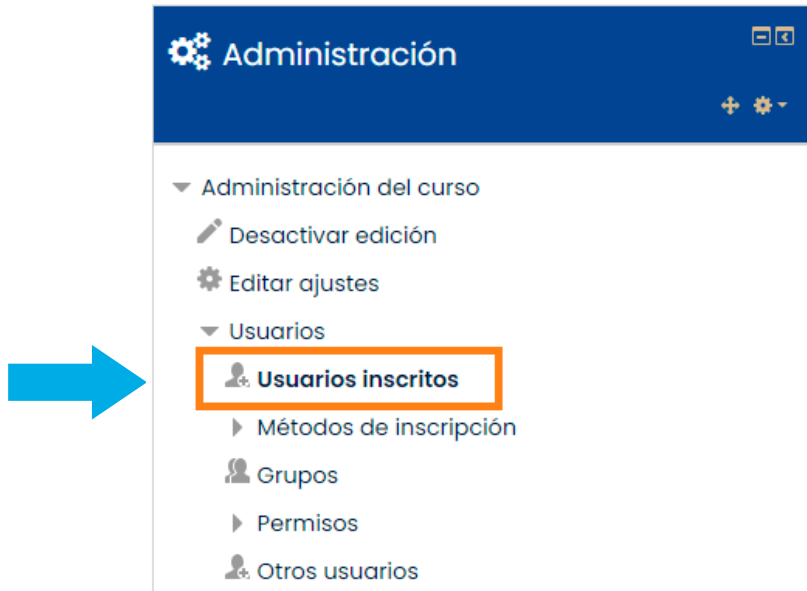 Administración
Administración del curso
Desactivar edición
Editar ajustes
Usuarios
Usuarios inscritos
Métodos de inscripción
Grupos
Permisos
Otros usuarios